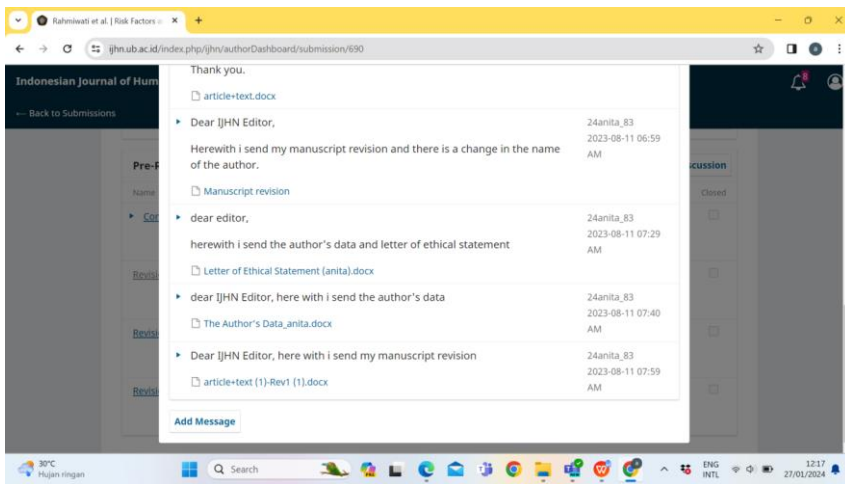 Rahmiwati et al. | Risk Factors o
ijhn.ub.ac.id/index.php/ijhn/authorDashboard/submission/690
Indonesian Journal of Hum
8
← Back to Submissions
Thank you.
article+text.docx
Dear IJHN Editor,
24anita_83
2023-08-11 06:59
AM
Herewith i send my manuscript revision and there is a change in the name
of the author.
Manuscript revision
dear editor,
24anita_83
2023-08-11 07:29
AM
herewith i send the author's data and letter of ethical statement
Letter of Ethical Statement (anita).docx
dear IJHN Editor, here with i send the author's data
24anita_83
2023-08-11 07:40
AM
The Author's Data_anita.docx
Dear IJHN Editor, here with i send my manuscript revision
24anita_83
2023-08-11 07:59
AM
article+text (1)-Rev1 (1).docx
Add Message
Pre-
Name
Co
Revisi
Revisi
Revisi
cussion
Closed
30°C
Hujan ringan
Search
ENG
INTL
12:17
27/01/2024